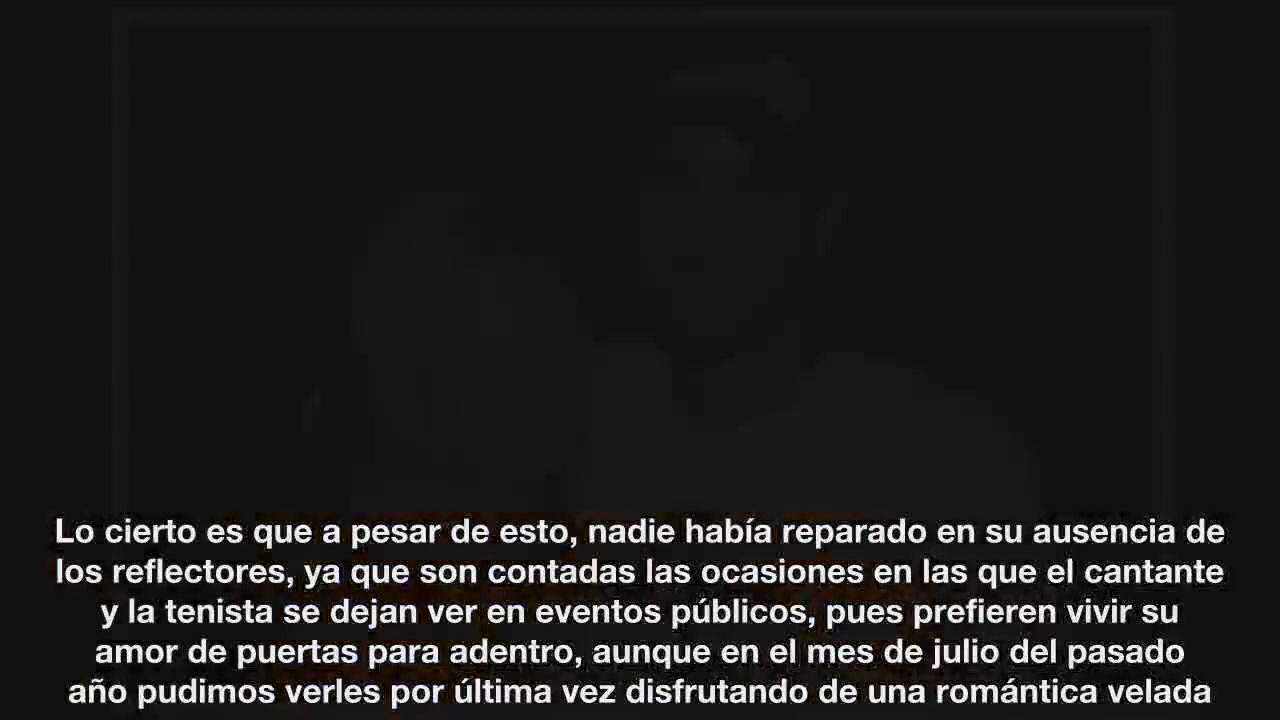 Lo cierto es que a pesar de esto, nadie había reparado en su ausencia de
los reflectores, ya que son contadas las ocasiones en las que el cantante
y la tenista se dejan ver en eventos públicos, pues prefieren vivir su
amor de puertas para adentro, aunque en el mes de julio del pasado
año pudimos verles por última vez disfrutando de una romántica velada